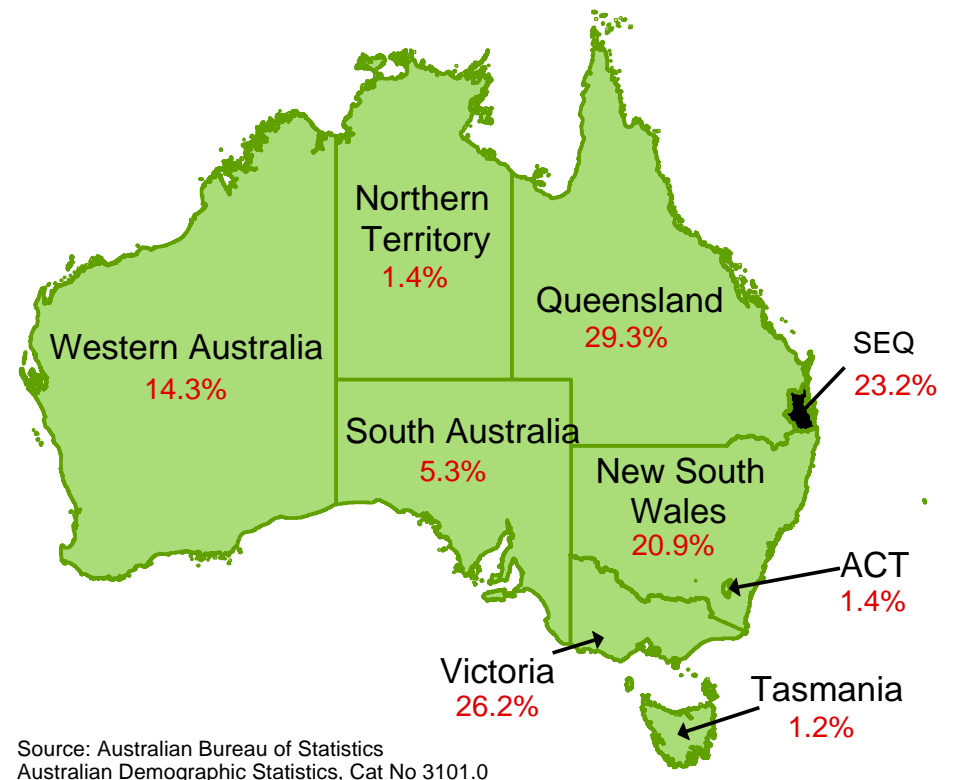 Northern
Territory
1.4%
Queensland
29.3%
SEQ
23.2%
Western Australia
14.3%
South Australia
5.3%
New South
Wales
20.9%
ACT
1.4%
Victoria
26.2%
Tasmania
1.2%
Source: Australian Bureau of Statistics
Australian Demographic Statistics, Cat No 3101.0